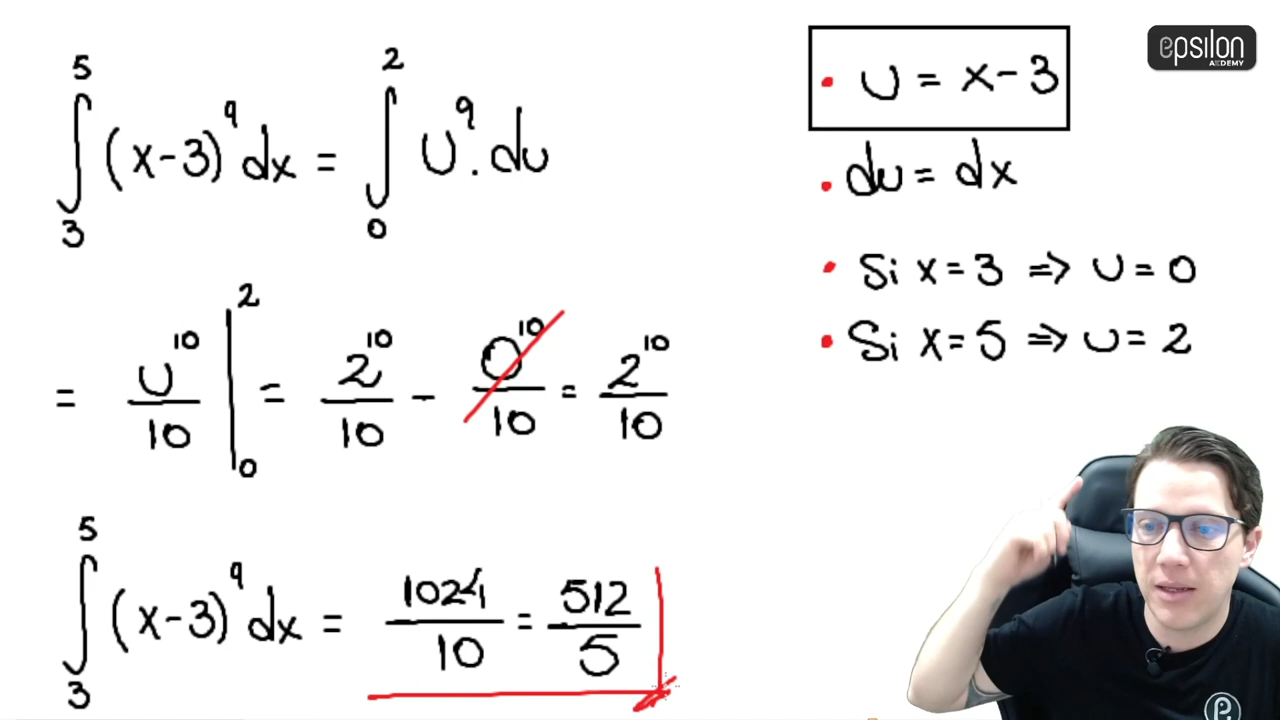 ∫₃⁵ (x-3)⁹ dx = ∫₀² U⁹ . du
= U¹⁰/10 |₀² = 2¹⁰/10 - 0¹⁰/10 = 2¹⁰/10
∫₃⁵ (x-3)⁹ dx = 1024/10 = 512/5
• U = x-3
• du = dx
• Si x = 3 => U = 0
• Si x = 5 => U = 2
epsilon
ACADEMY